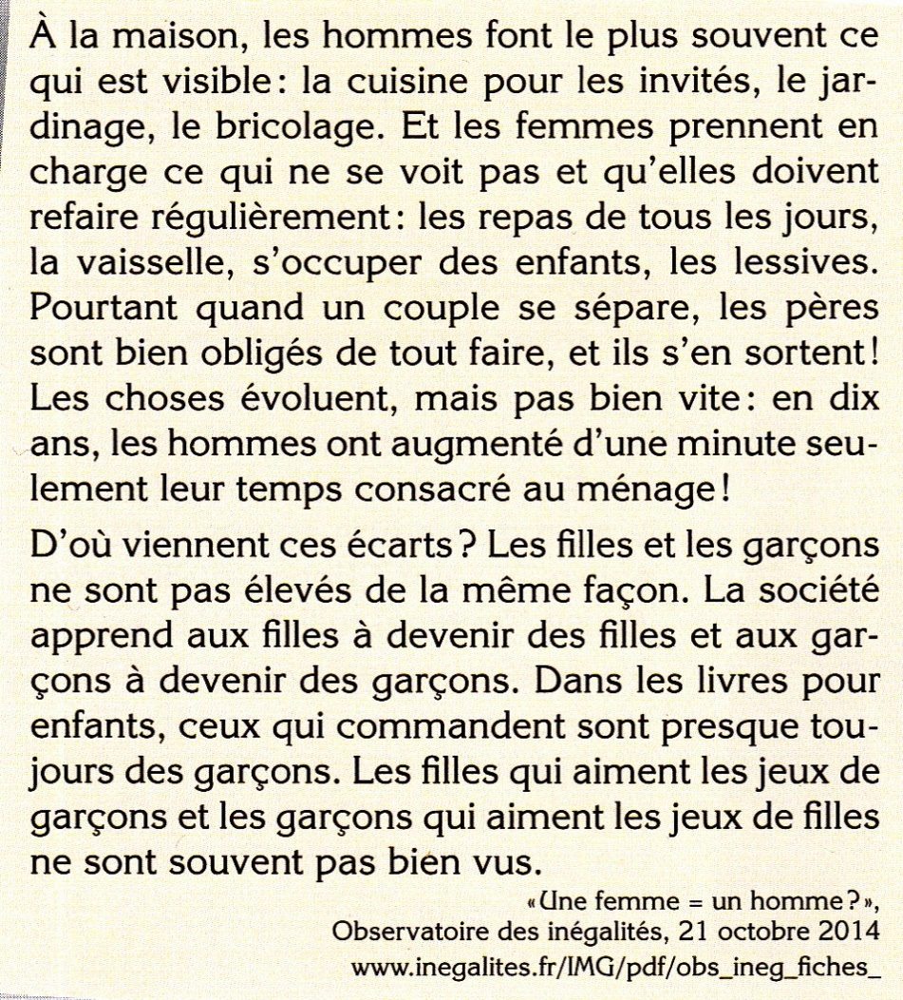 À la maison, les hommes font le plus souvent ce
qui est visible : la cuisine pour les invités, le jar-
dinage, le bricolage. Et les femmes prennent en
charge ce qui ne se voit pas et qu'elles doivent
refaire régulièrement : les repas de tous les jours,
la vaisselle, s'occuper des enfants, les lessives.
Pourtant quand un couple se sépare, les pères
sont bien obligés de tout faire, et ils s'en sortent !
Les choses évoluent, mais pas bien vite : en dix
ans, les hommes ont augmenté d'une minute seu-
lement leur temps consacré au ménage !
D'où viennent ces écarts ? Les filles et les garçons
ne sont pas élevés de la même façon. La société
apprend aux filles à devenir des filles et aux gar-
çons à devenir des garçons. Dans les livres pour
enfants, ceux qui commandent sont presque tou-
jours des garçons. Les filles qui aiment les jeux de
garçons et les garçons qui aiment les jeux de filles
ne sont souvent pas bien vus.
« Une femme = un homme ? »,
Observatoire des inégalités, 21 octobre 2014
www.inegalites.fr/IMG/pdf/obs_ineg_fiches_